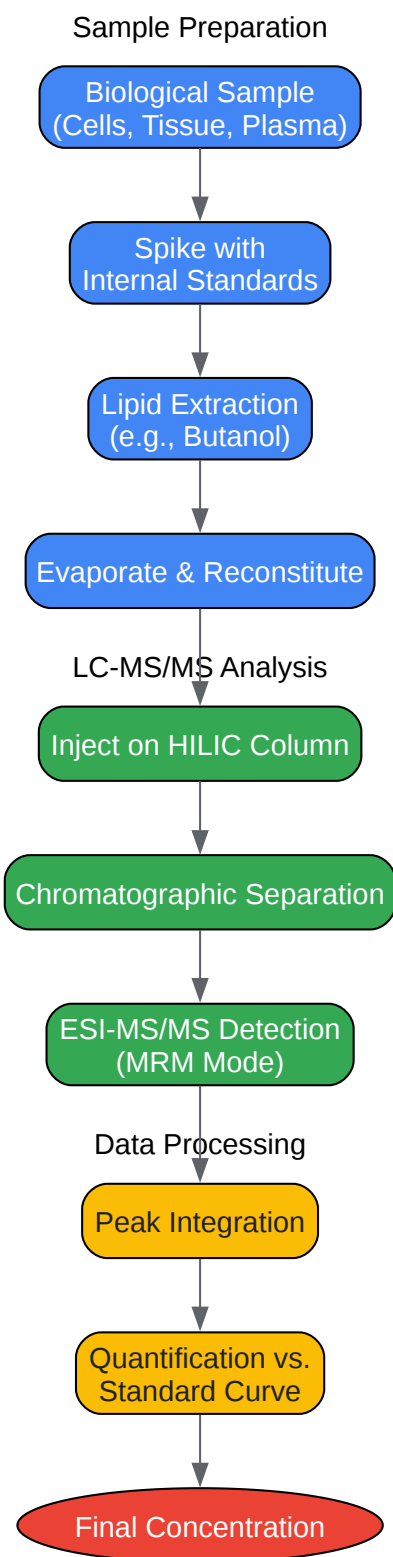 Sample Preparation
Biological Sample
(Cells, Tissue, Plasma)
Spike with
Internal Standards
Lipid Extraction
(e.g., Butanol)
Evaporate & Reconstitute
LC-MS/MS Analysis
Inject on HILIC Column
Chromatographic Separation
ESI-MS/MS Detection
(MRM Mode)
Data Processing
Peak Integration
Quantification vs.
Standard Curve
Final Concentration